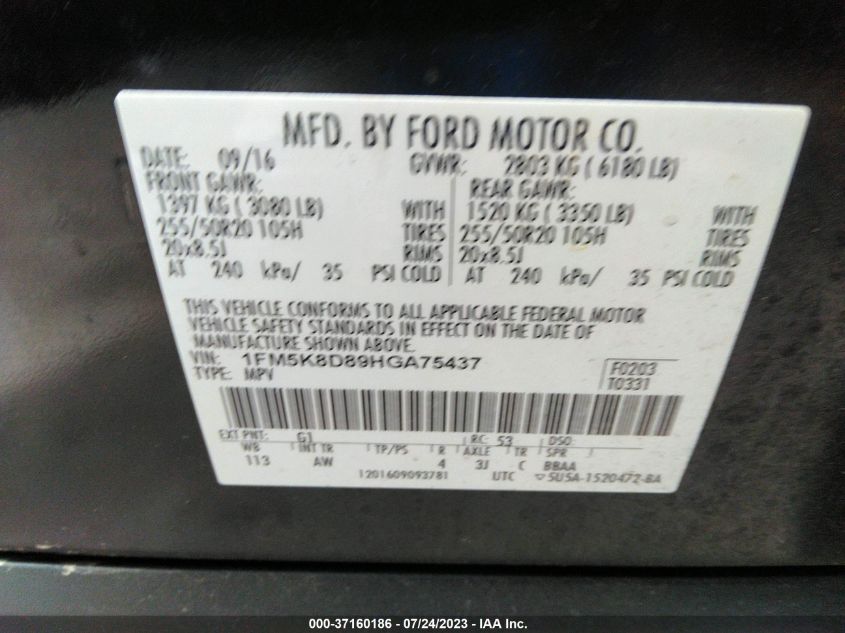 MFD. BY FORD MOTOR CO.
DATE: 09/16 GVWR: 2803 KG ( 6180 LB)
FRONT GAWR: REAR GAWR:
1397 KG ( 3080 LB) WITH 1520 KG ( 3350 LB) WITH
255/50R20 105H TIRES 255/50R20 105H TIRES
20x8.5J RIMS 20x8.5J RIMS
AT 240 kPa/ 35 PSI COLD AT 240 kPa/ 35 PSI COLD
THIS VEHICLE CONFORMS TO ALL APPLICABLE FEDERAL MOTOR
VEHICLE SAFETY STANDARDS IN EFFECT ON THE DATE OF
MANUFACTURE SHOWN ABOVE.
VIN: 1FM5K8D89HGA75437
TYPE: MPV
F0203
T0331
EXT PNT: G1 RC: 53 DSO:
WB INT TR TP/PS R AXLE TR SPR
113 AW 4 3J C BBAA
1201609093781 UTC ▽5U5A-1520472-BA
000-37160186 - 07/24/2023 - IAA Inc.